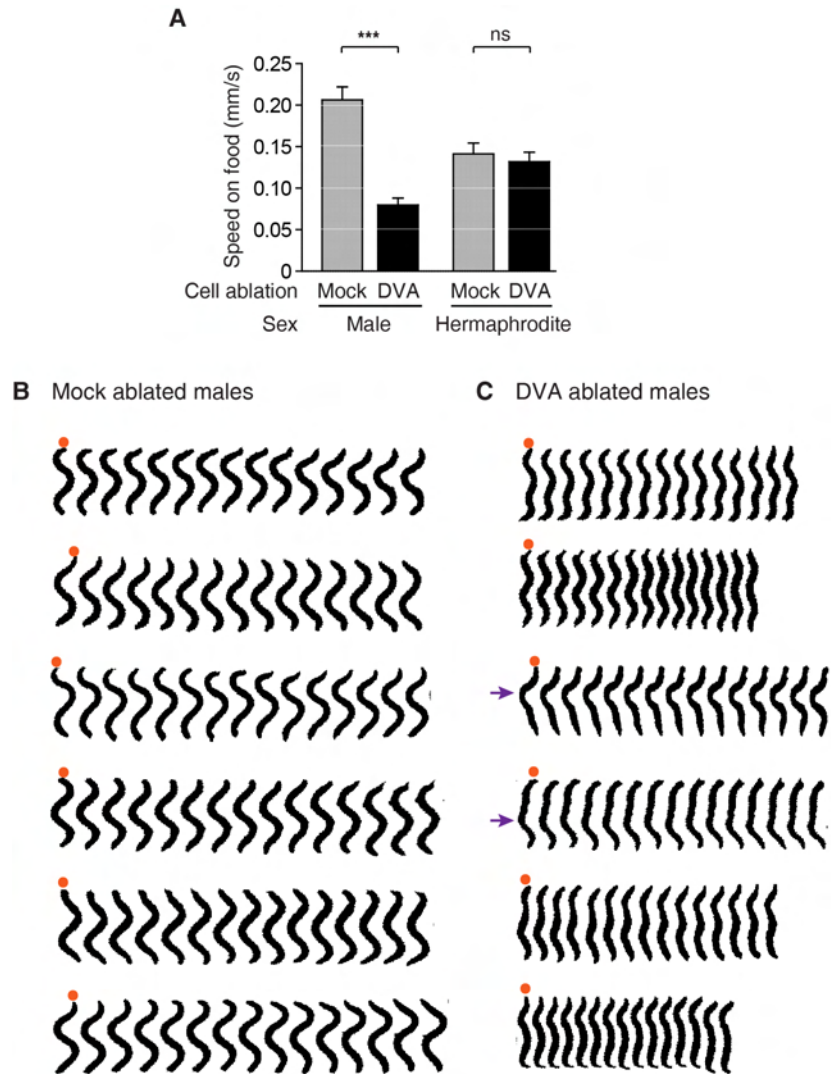 A
*** ns
Speed on food (mm/s)
0.25
0.20
0.15
0.10
0.05
0
Cell ablation Mock DVA Mock DVA
Sex Male Hermaphrodite
B Mock ablated males
C DVA ablated males